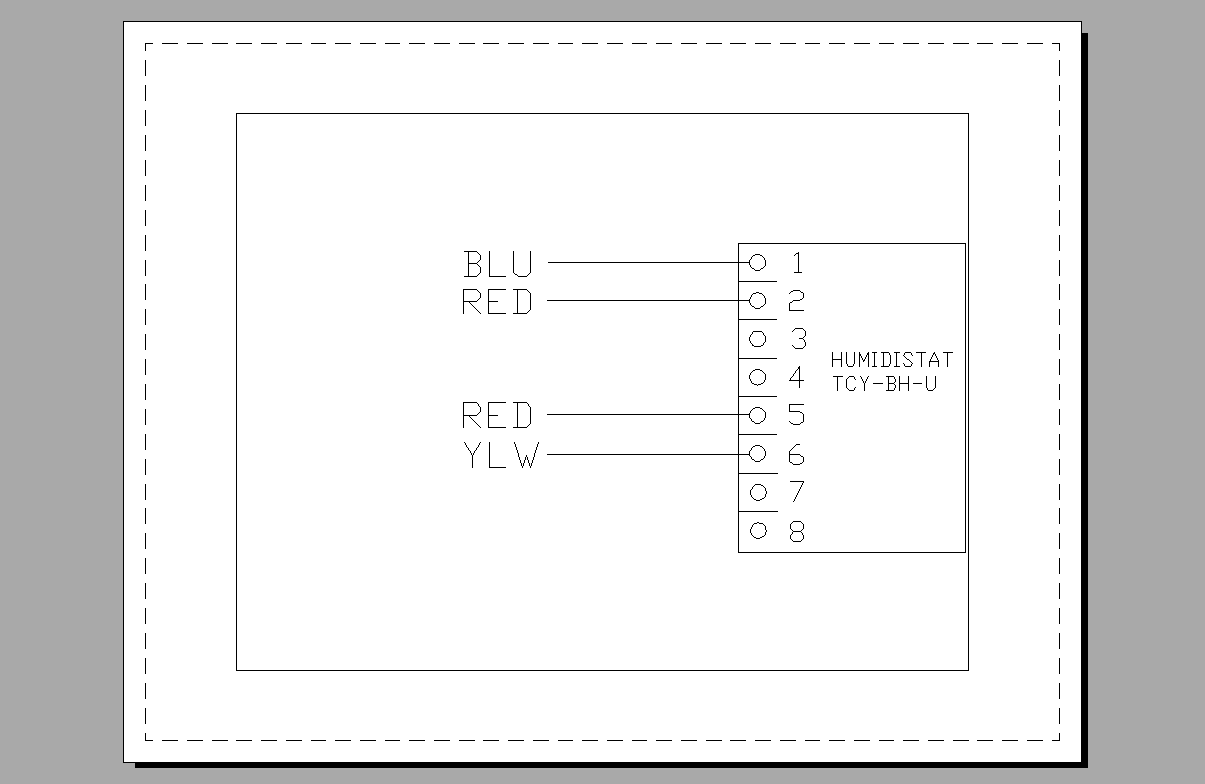 BLU 1
RED 2
3
HUMIDISTAT
4
TCY-BH-U
RED 5
YLW 6
7
8